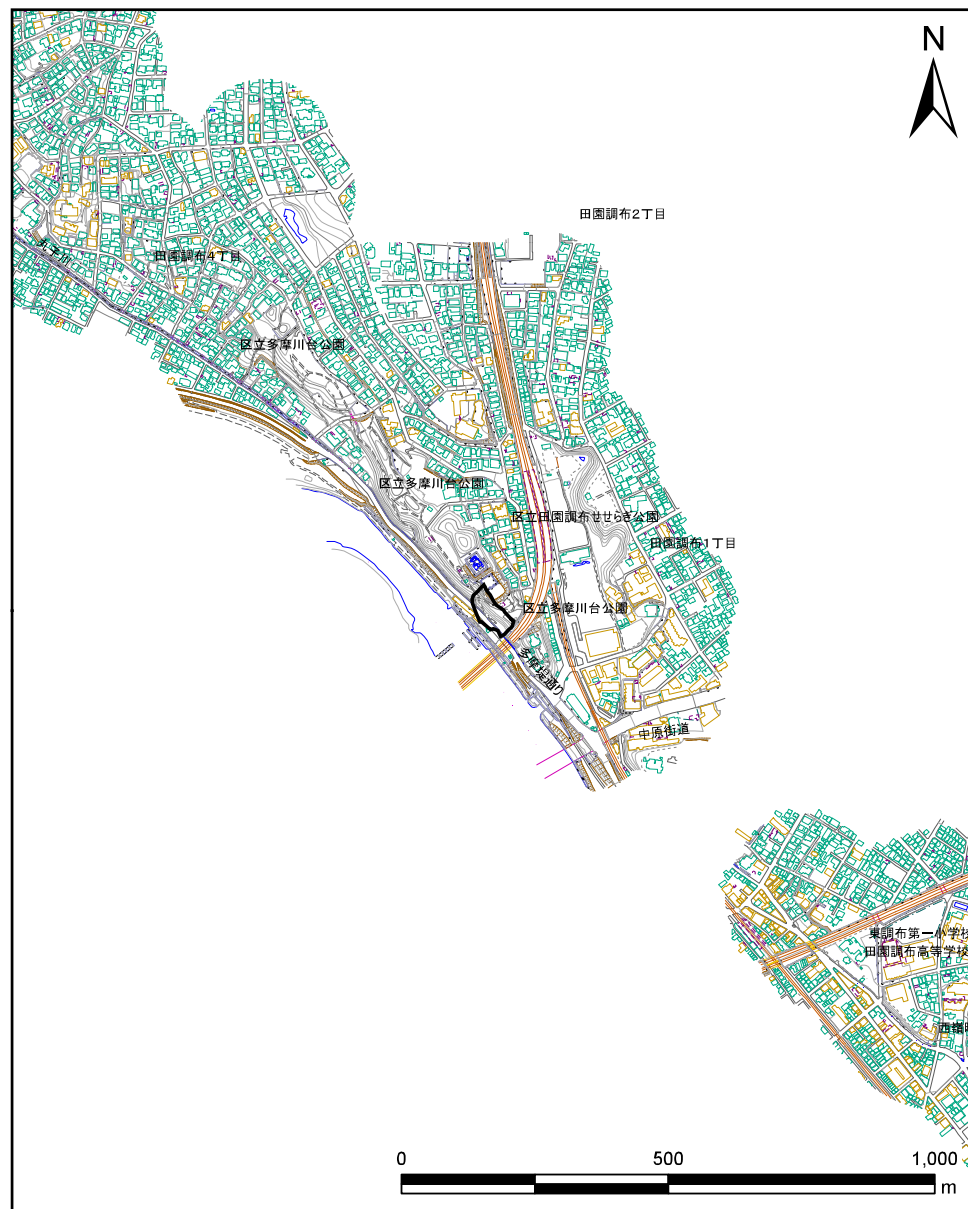 N
田園調布2丁目
丸子川
田園調布4丁目
区立多摩川台公園
区立多摩川台公園
区立田園調布せせらぎ公園
田園調布1丁目
区立多摩川台公園
多摩堤通り
中原街道
東調布第一小学校
田園調布高等学校
西嶺町
0 500 1,000
m